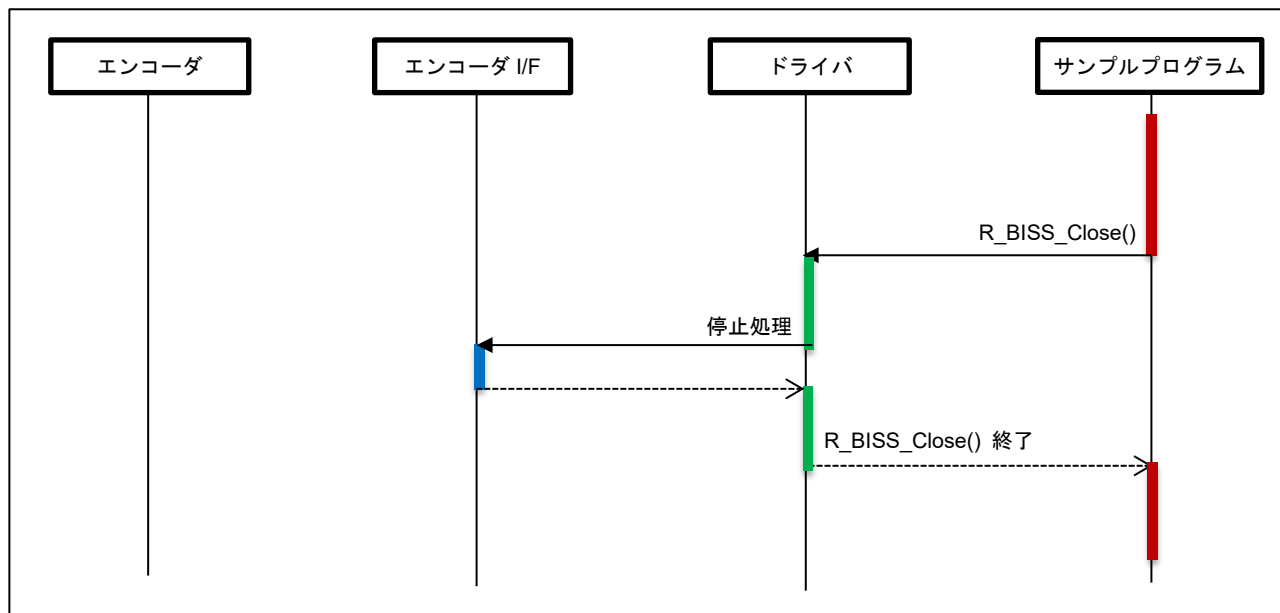 エンコーダ
エンコーダ I/F
ドライバ
サンプルプログラム
R_BISS_Close()
停止処理
R_BISS_Close() 終了